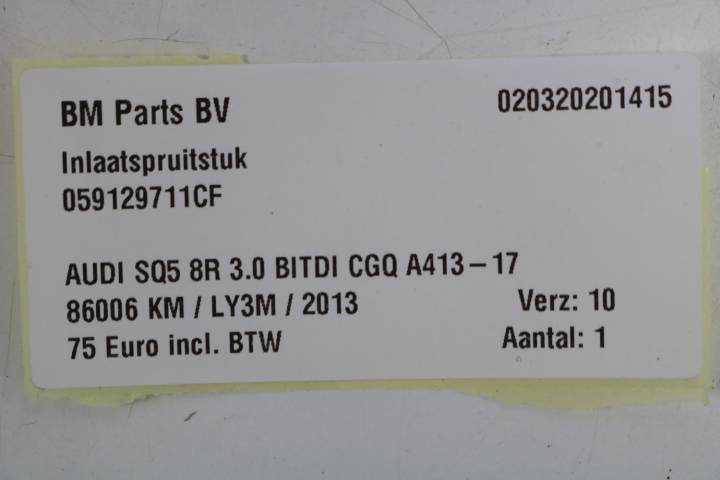 BM Parts BV 020320201415
Inlaatspruitstuk
059129711CF
AUDI SQ5 8R 3.0 BITDI CGQ A413-17
86006 KM / LY3M / 2013 Verz: 10
75 Euro incl. BTW Aantal: 1